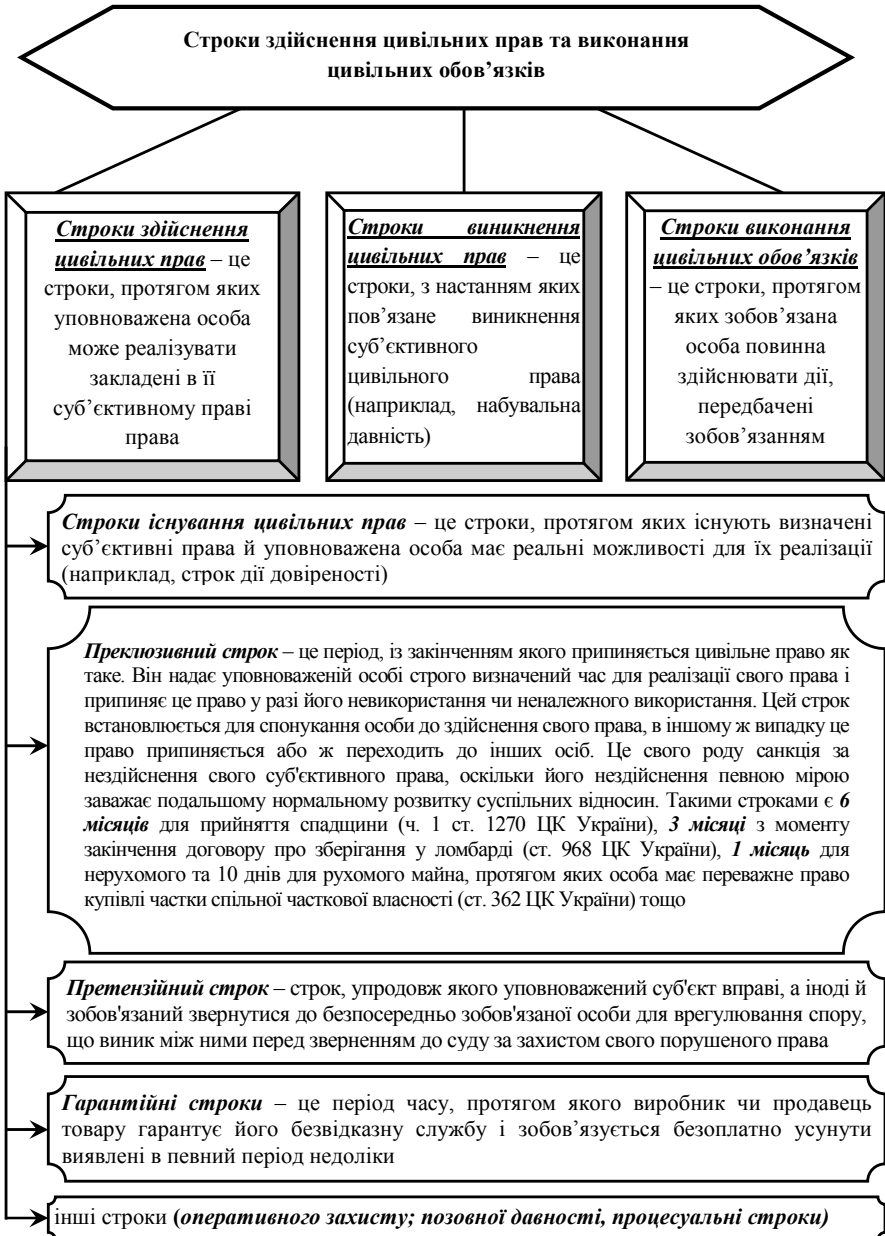 Строки здійснення цивільних прав та виконання
цивільних обов’язків
Строки здійснення
цивільних прав – це
строки, протягом яких
уповноважена особа
може реалізувати
закладені в її
суб’єктивному праві
права
Строки виникнення
цивільних прав – це
строки, з настанням яких
пов’язане виникнення
суб’єктивного
цивільного права
(наприклад, набувальна
давність)
Строки виконання
цивільних обов’язків
– це строки, протягом
яких зобов’язана
особа повинна
здійснювати дії,
передбачені
зобов’язанням
Строки існування цивільних прав – це строки, протягом яких існують визначені
суб’єктивні права й уповноважена особа має реальні можливості для їх реалізації
(наприклад, строк дії довіреності)
Преклюзивний строк – це період, із закінченням якого припиняється цивільне право як
таке. Він надає уповноваженій особі строго визначений час для реалізації свого права і
припиняє це право у разі його невикористання чи неналежного використання. Цей строк
встановлюється для спонукання особи до здійснення свого права, в іншому ж випадку це
право припиняється або ж переходить до інших осіб. Це свого роду санкція за
нездійснення свого суб'єктивного права, оскільки його нездійснення певною мірою
заважає подальшому нормальному розвитку суспільних відносин. Такими строками є 6
місяців для прийняття спадщини (ч. 1 ст. 1270 ЦК України), 3 місяці з моменту
закінчення договору про зберігання у ломбарді (ст. 968 ЦК України), 1 місяць для
нерухомого та 10 днів для рухомого майна, протягом яких особа має переважне право
купівлі частки спільної часткової власності (ст. 362 ЦК України) тощо
Претензійний строк – строк, упродовж якого уповноважений суб'єкт вправі, а іноді й
зобов'язаний звернутися до безпосередньо зобов'язаної особи для врегулювання спору,
що виник між ними перед зверненням до суду за захистом свого порушеного права
Гарантійні строки – це період часу, протягом якого виробник чи продавець
товару гарантує його безвідказну службу і зобов’язується безоплатно усунути
виявлені в певний період недоліки
інші строки (оперативного захисту; позовної давності, процесуальні строки)